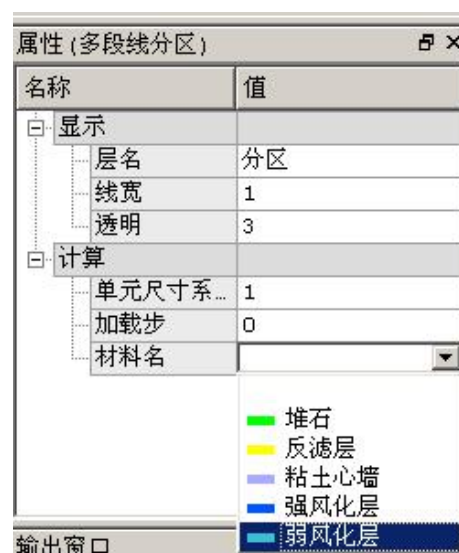 属性(多段线分区)
名称 值
显示
层名 分区
线宽 1
透明 3
计算
单元尺寸系... 1
加载步 0
材料名
堆石
反滤层
粘土心墙
强风化层
弱风化层
输出窗口